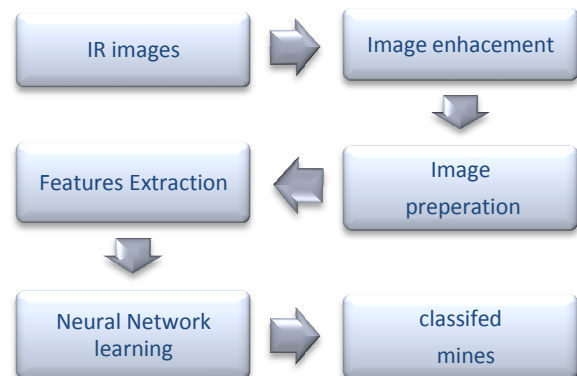 IR images
Image enhacement
Image
preperation
Features Extraction
Neural Network
learning
classifed
mines